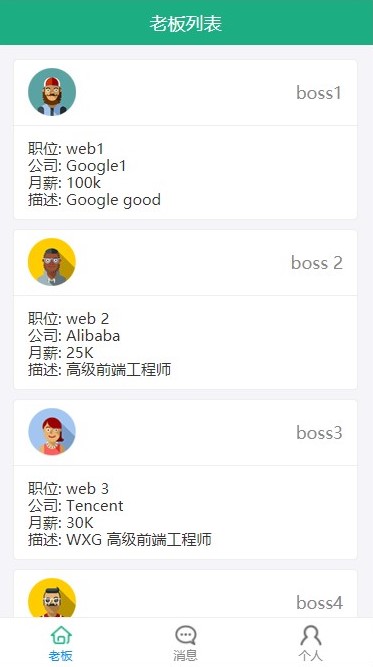 老板列表
boss1
职位: web1
公司: Google1
月薪: 100k
描述: Google good
boss 2
职位: web 2
公司: Alibaba
月薪: 25K
描述: 高级前端工程师
boss3
职位: web 3
公司: Tencent
月薪: 30K
描述: WXG 高级前端工程师
boss4
老板 消息 个人